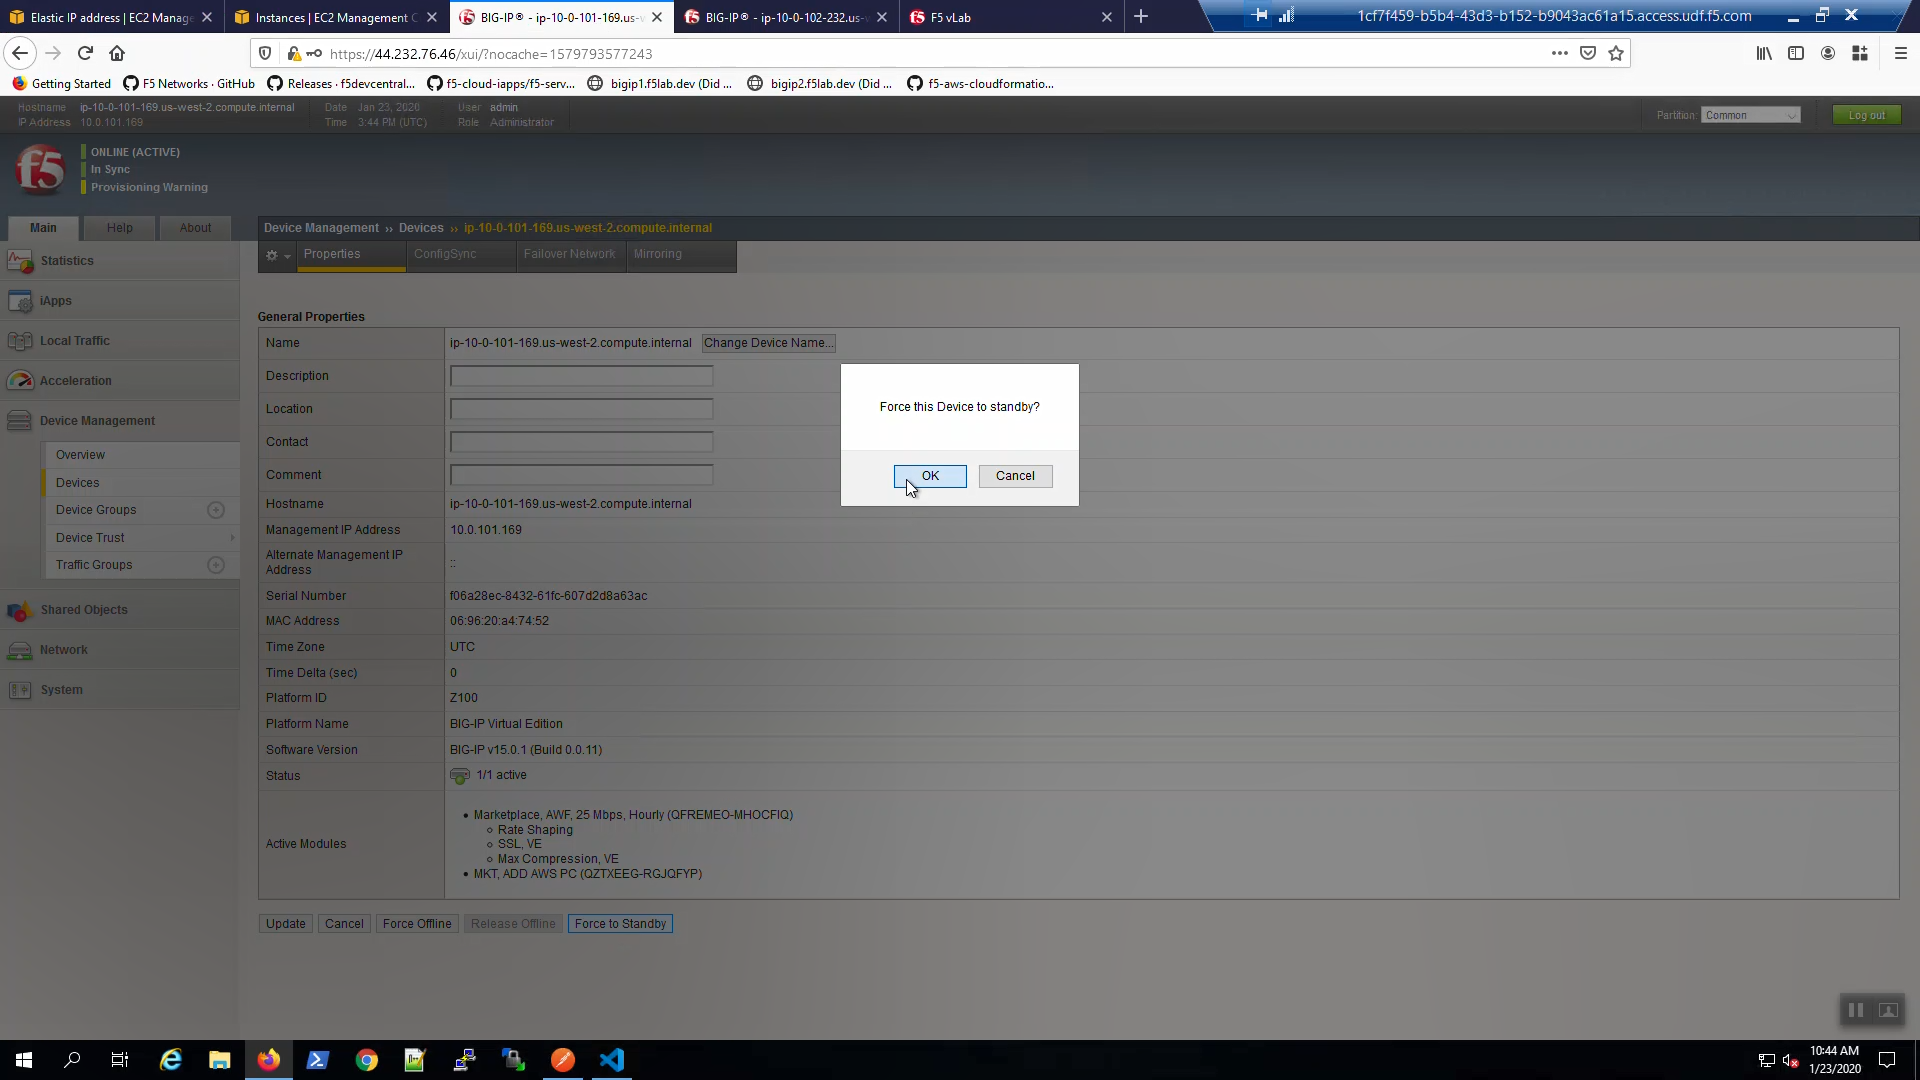 Elastic IP address | EC2 Manage
Instances | EC2 Management C
BIG-IP® - ip-10-0-101-169.us-v
BIG-IP® - ip-10-0-102-232.us-v
F5 vLab
1cf7f459-b5b4-43d3-b152-b9043ac61a15.access.udf.f5.com
https://44.232.76.46/xui/?nocache=1579793577243
Getting Started
F5 Networks · GitHub
Releases · f5devcentral...
f5-cloud-iapps/f5-serv...
bigip1.f5lab.dev (Did ...
bigip2.f5lab.dev (Did ...
f5-aws-cloudformatio...
Hostname ip-10-0-101-169.us-west-2.compute.internal
IP Address 10.0.101.169
Date Jan 23, 2020
Time 3:44 PM (UTC)
User admin
Role Administrator
Partition: Common
Log out
f5
ONLINE (ACTIVE)
In Sync
Provisioning Warning
Main
Help
About
Device Management ›› Devices ›› ip-10-0-101-169.us-west-2.compute.internal
Properties
ConfigSync
Failover Network
Mirroring
Statistics
iApps
Local Traffic
Acceleration
Device Management
Overview
Devices
Device Groups
Device Trust
Traffic Groups
Shared Objects
Network
System
General Properties
Name ip-10-0-101-169.us-west-2.compute.internal Change Device Name...
Description
Location
Contact
Comment
Hostname ip-10-0-101-169.us-west-2.compute.internal
Management IP Address 10.0.101.169
Alternate Management IP
Address
::
Serial Number f06a28ec-8432-61fc-607d2d8a63ac
MAC Address 06:96:20:a4:74:52
Time Zone UTC
Time Delta (sec) 0
Platform ID Z100
Platform Name BIG-IP Virtual Edition
Software Version BIG-IP v15.0.1 (Build 0.0.11)
Status 1/1 active
Active Modules
• Marketplace, AWF, 25 Mbps, Hourly (QFREMEO-MHOCFIQ)
○ Rate Shaping
○ SSL, VE
○ Max Compression, VE
• MKT, ADD AWS PC (QZTXEEG-RGJQFYP)
Update
Cancel
Force Offline
Release Offline
Force to Standby
Force this Device to standby?
OK
Cancel
10:44 AM
1/23/2020